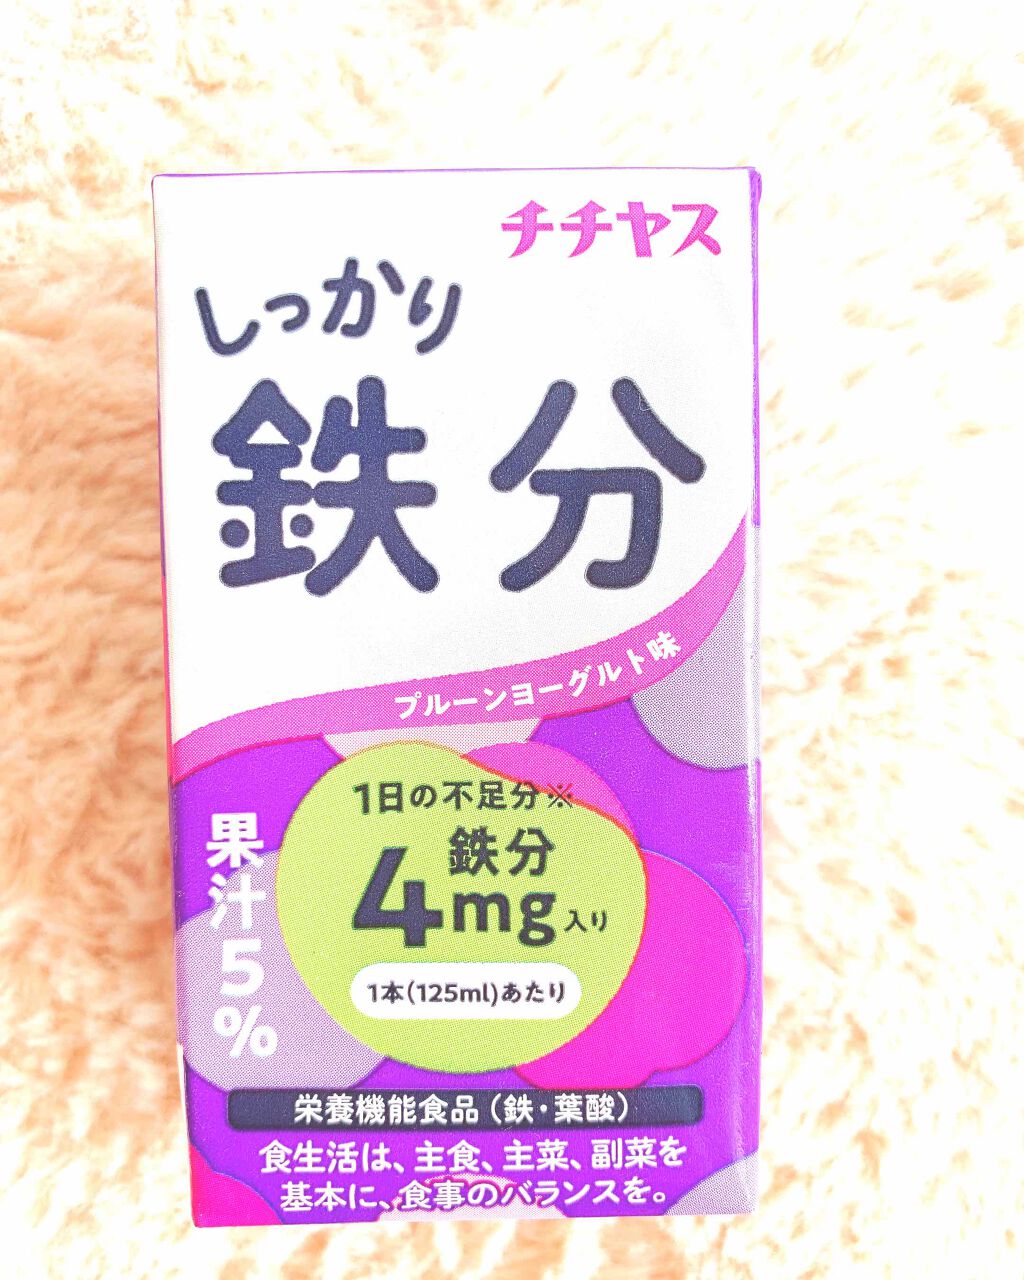 チチヤス
しっかり
鉄分
プルーンヨーグルト味
1日の不足分※
鉄分
4mg入り
1本(125ml)あたり
果汁5%
栄養機能食品(鉄・葉酸)
食生活は、主食、主菜、副菜を
基本に、食事のバランスを。